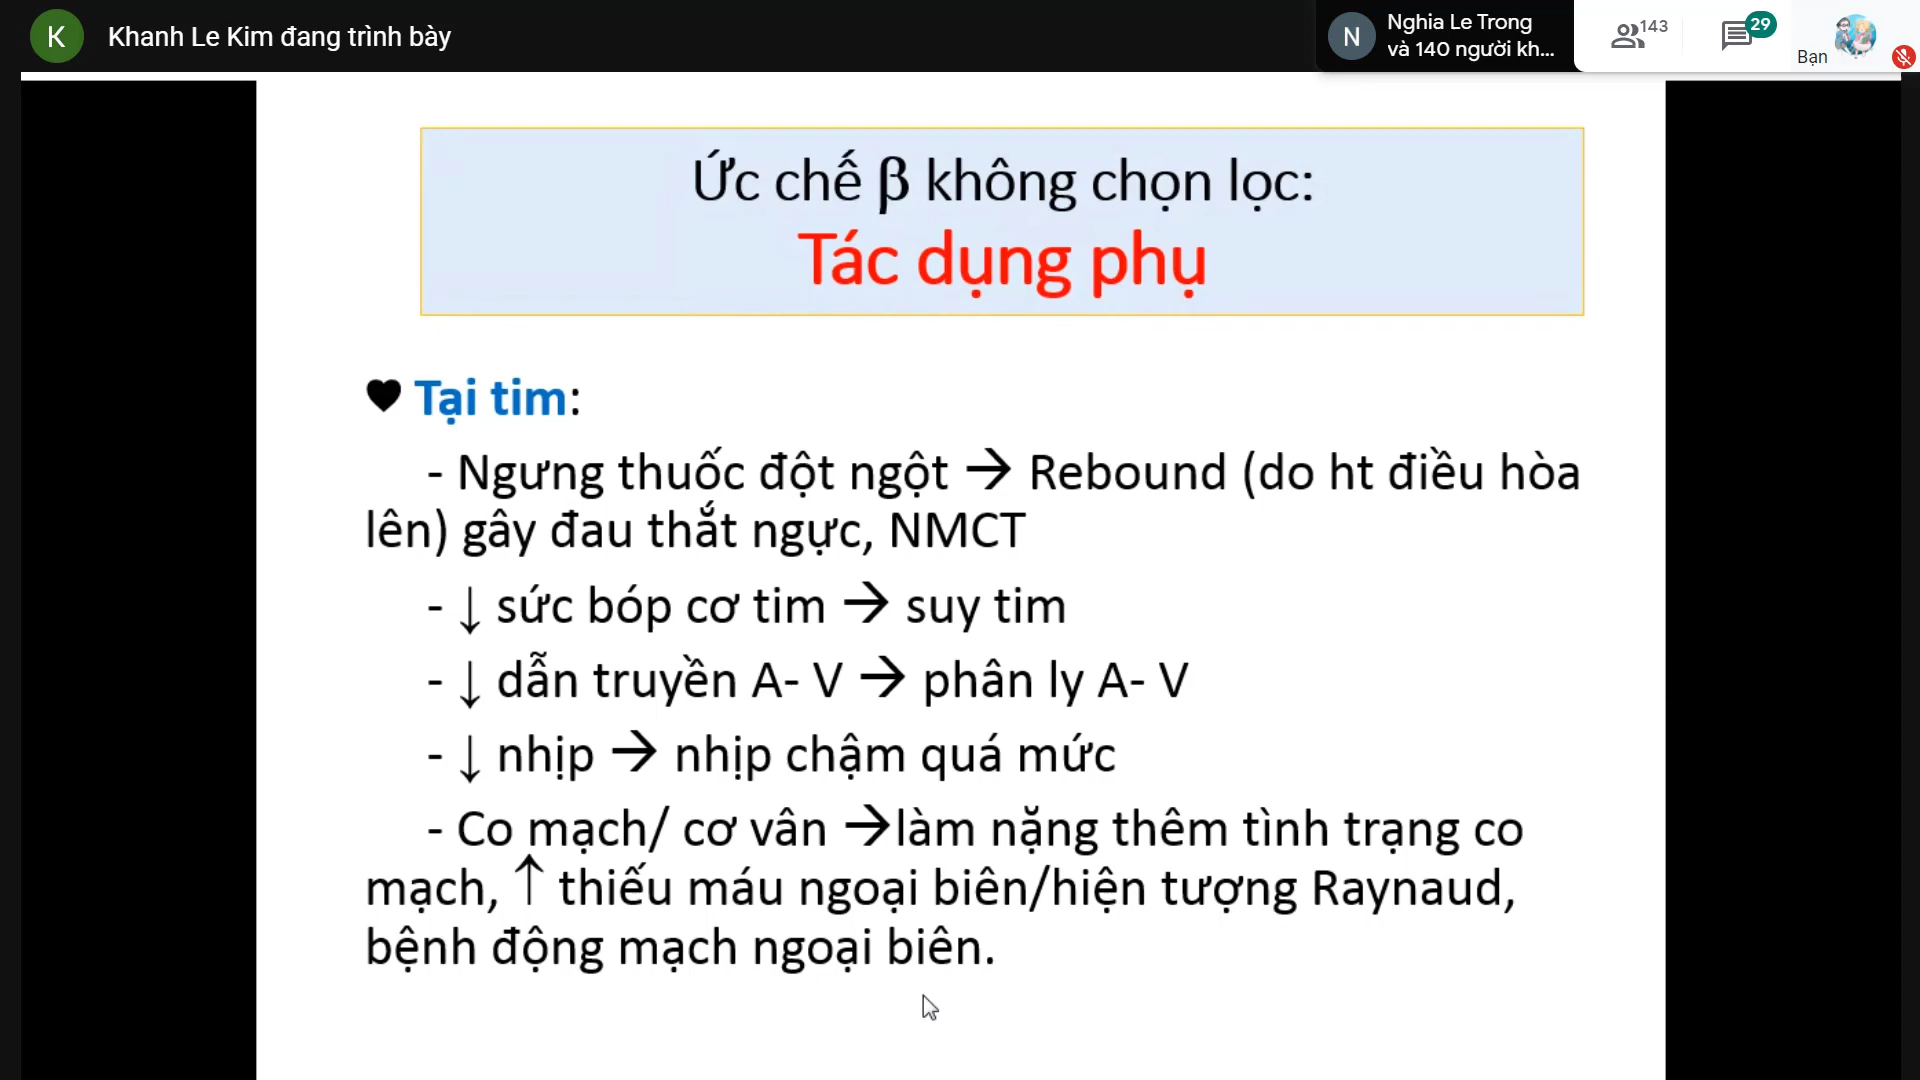 K Khanh Le Kim đang trình bày
N Nghia Le Trong
và 140 người kh...
143
29
Bạn
Ức chế β không chọn lọc:
Tác dụng phụ
♥ Tại tim:
- Ngưng thuốc đột ngột → Rebound (do ht điều hòa
lên) gây đau thắt ngực, NMCT
- ↓ sức bóp cơ tim → suy tim
- ↓ dẫn truyền A- V → phân ly A- V
- ↓ nhịp → nhịp chậm quá mức
- Co mạch/ cơ vân →làm nặng thêm tình trạng co
mạch, ↑ thiếu máu ngoại biên/hiện tượng Raynaud,
bệnh động mạch ngoại biên.